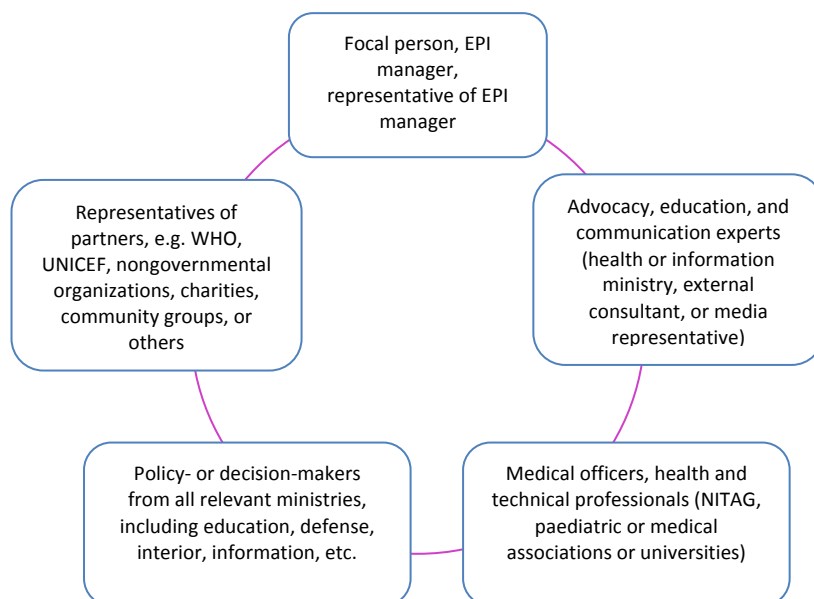 Focal person, EPI
manager,
representative of EPI
manager
Representatives of
partners, e.g. WHO,
UNICEF, nongovernmental
organizations, charities,
community groups, or
others
Advocacy, education, and
communication experts
(health or information
ministry, external
consultant, or media
representative)
Policy- or decision-makers
from all relevant ministries,
including education, defense,
interior, information, etc.
Medical officers, health and
technical professionals (NITAG,
paediatric or medical
associations or universities)